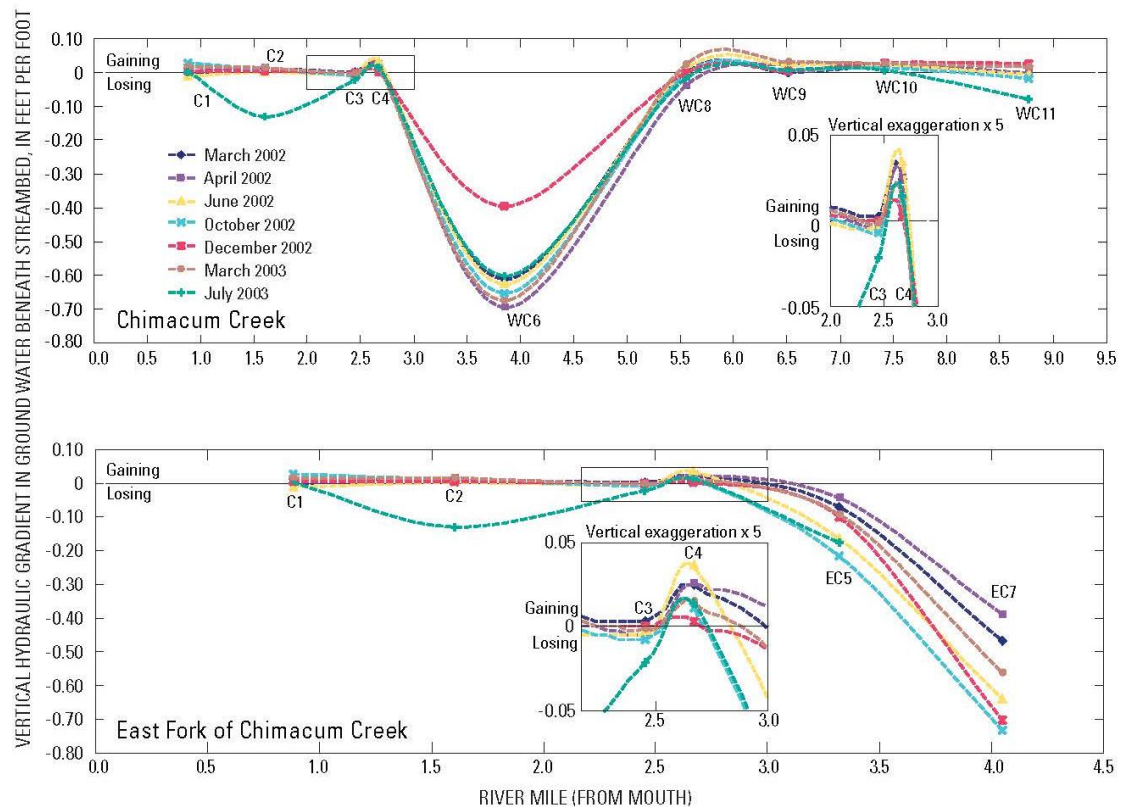 VERTICAL HYDRAULIC GRADIENT IN GROUND WATER BENEATH STREAMBED, IN FEET PER FOOT
0.10
0
-0.10
-0.20
-0.30
-0.40
-0.50
-0.60
-0.70
-0.80
Gaining
Losing
C1
C2
C3
C4
WC6
WC8
WC9
WC10
WC11
March 2002
April 2002
June 2002
October 2002
December 2002
March 2003
July 2003
Chimacum Creek
Vertical exaggeration x 5
0.05
Gaining
0
Losing
-0.05
C3 C4
2.0 2.5 3.0
0.0 0.5 1.0 1.5 2.0 2.5 3.0 3.5 4.0 4.5 5.0 5.5 6.0 6.5 7.0 7.5 8.0 8.5 9.0 9.5
0.10
0
-0.10
-0.20
-0.30
-0.40
-0.50
-0.60
-0.70
-0.80
Gaining
Losing
C1
C2
EC5
EC7
Vertical exaggeration x 5
0.05
C4
C3
Gaining
0
Losing
-0.05
2.5 3.0
East Fork of Chimacum Creek
0.0 0.5 1.0 1.5 2.0 2.5 3.0 3.5 4.0 4.5
RIVER MILE (FROM MOUTH)